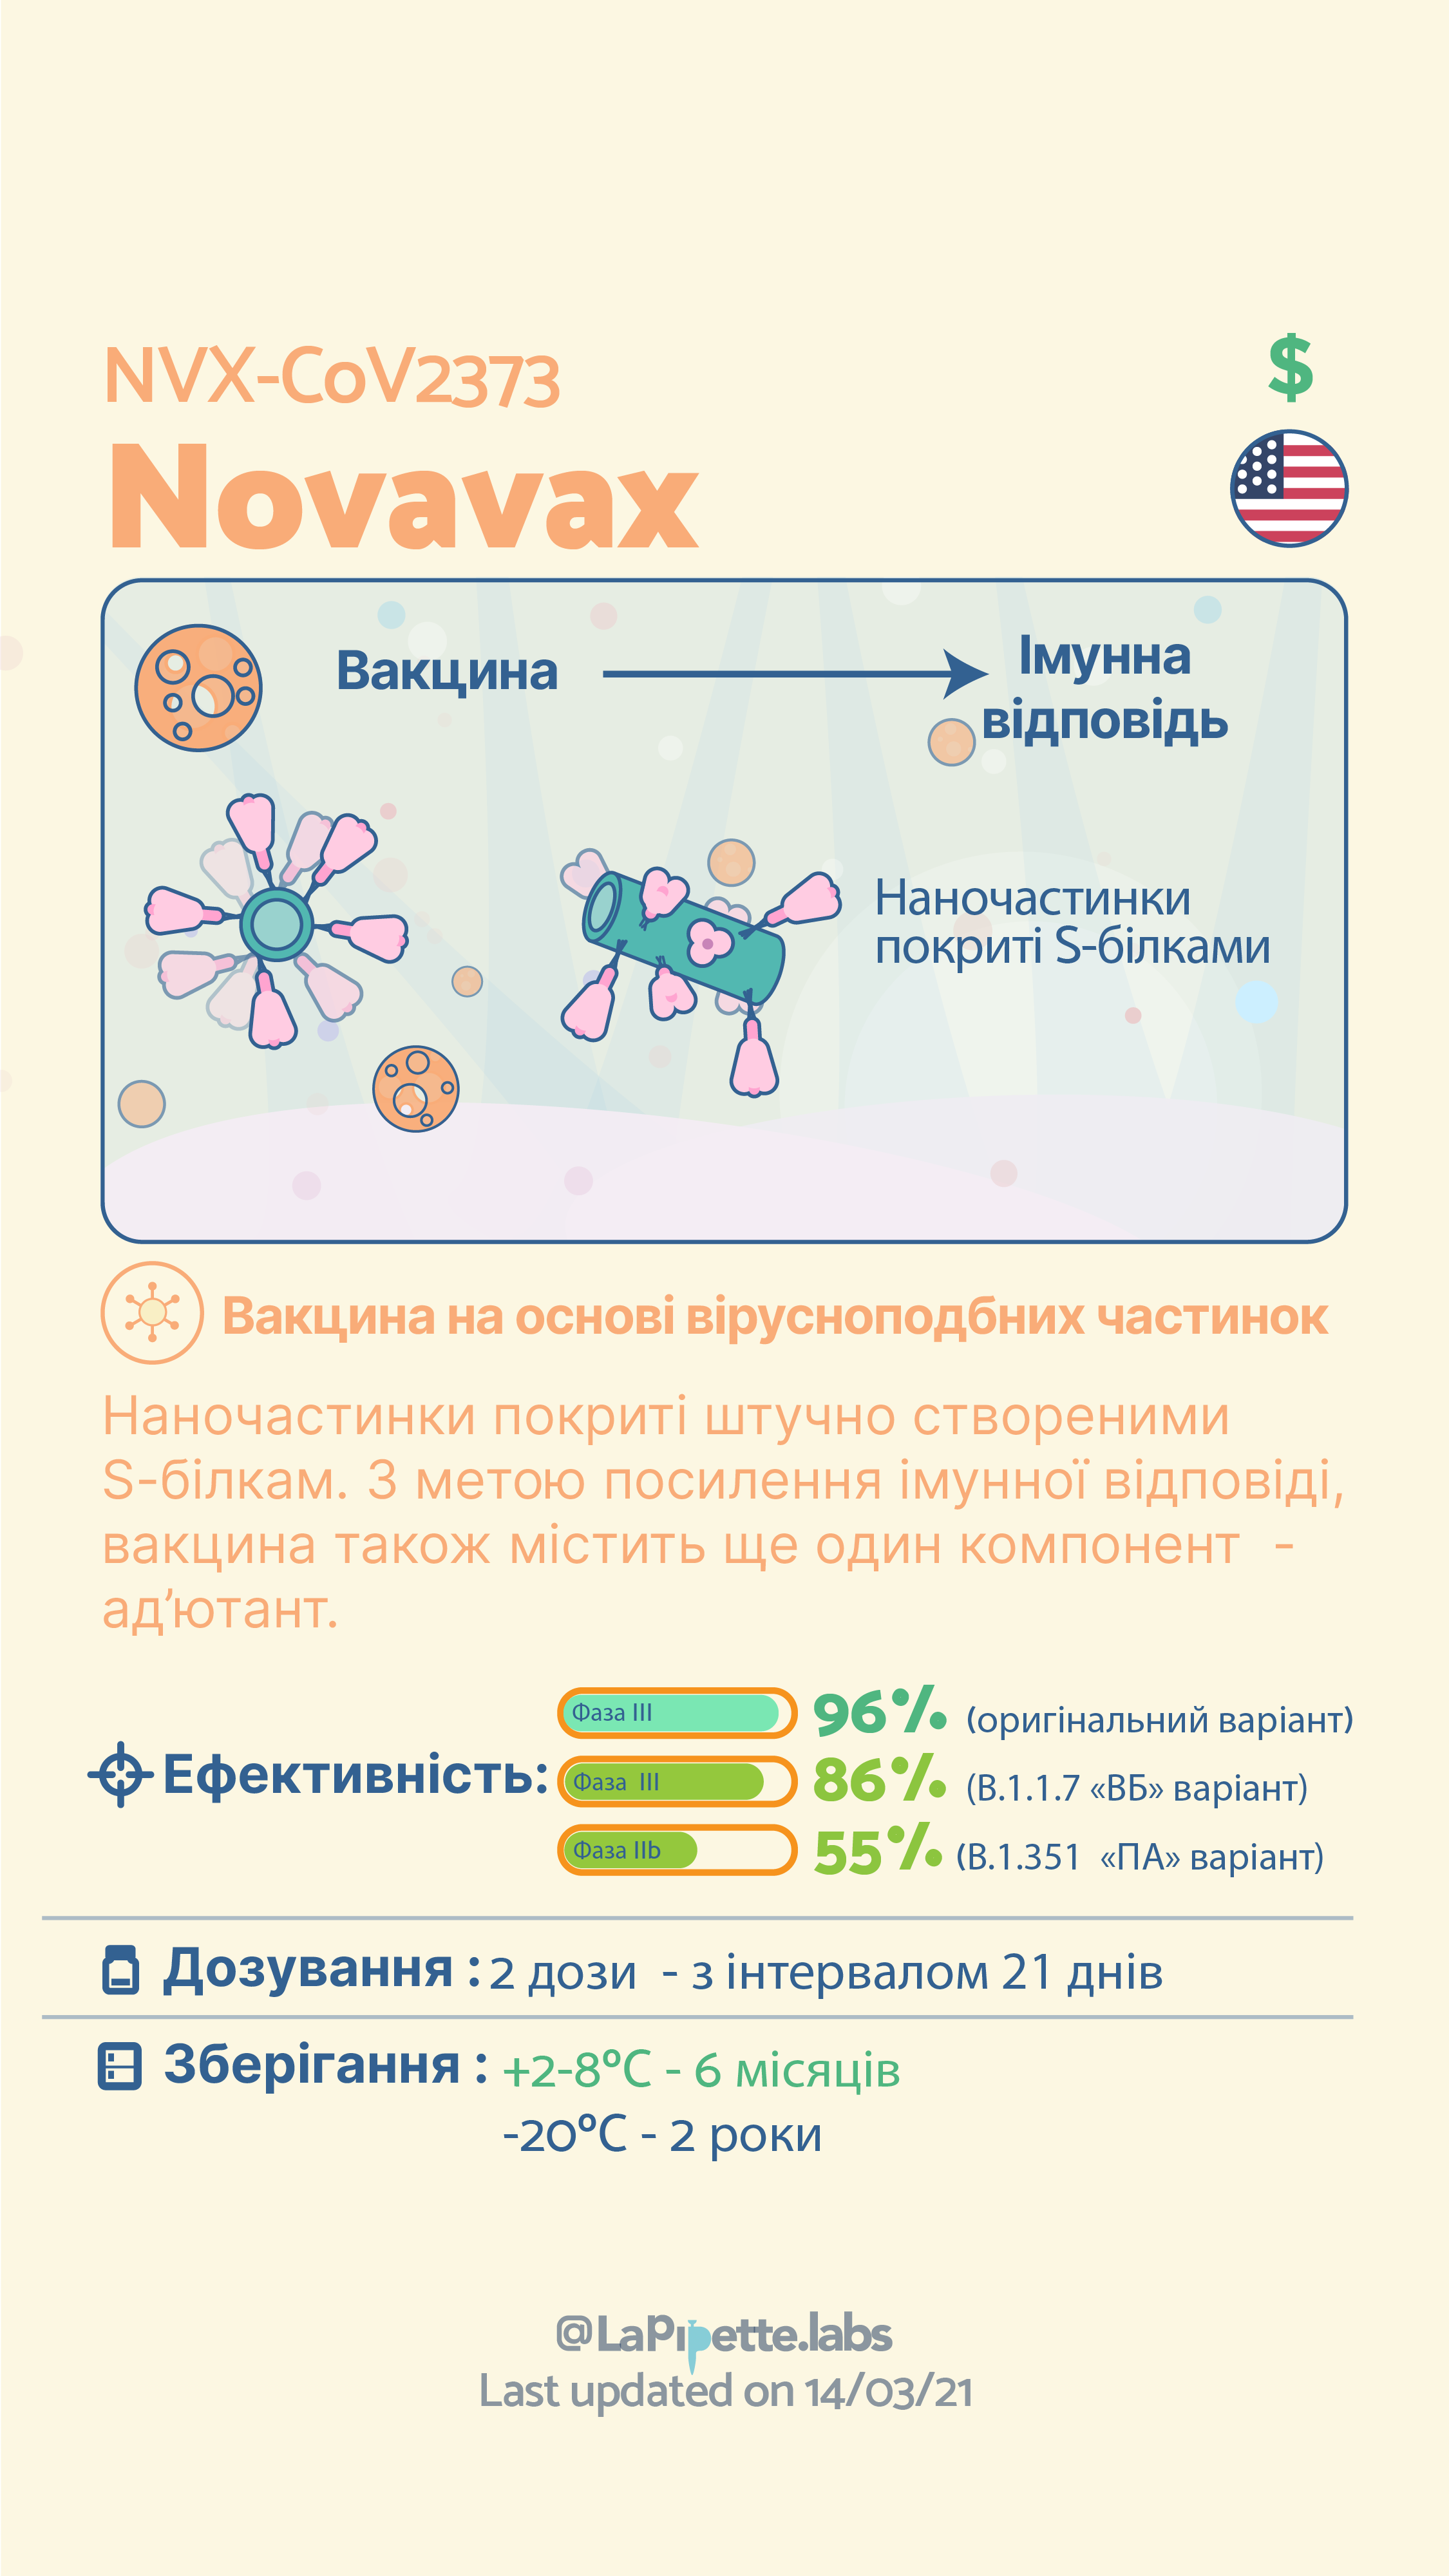 NVX-CoV2373
$
Novavax
Вакцина
Імунна
відповідь
Наночастинки
покриті S-білками
Вакцина на основі вірусноподбних частинок
Наночастинки покриті штучно створеними
S-білкам. З метою посилення імунної відповіді,
вакцина також містить ще один компонент -
ад’ютант.
Ефективність:
Фаза III 96% (оригінальний варіант)
Фаза III 86% (B.1.1.7 «ВБ» варіант)
Фаза IIb 55% (B.1.351 «ПА» варіант)
Дозування : 2 дози - з інтервалом 21 днів
Зберігання : +2-8°C - 6 місяців
-20°C - 2 роки
@LaPipette.labs
Last updated on 14/03/21